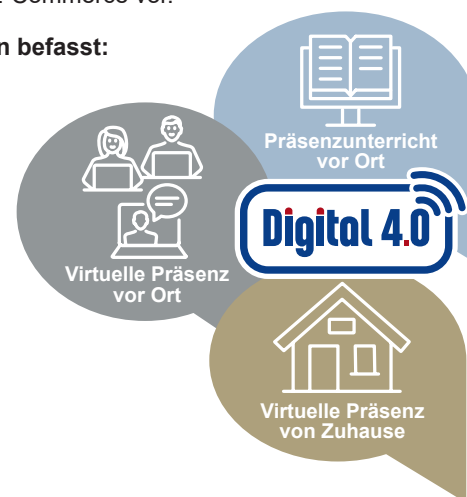 Commerce vor.
n befasst:
Präsenzunterricht
vor Ort
Digital 4.0
Virtuelle Präsenz
vor Ort
Virtuelle Präsenz
von Zuhause